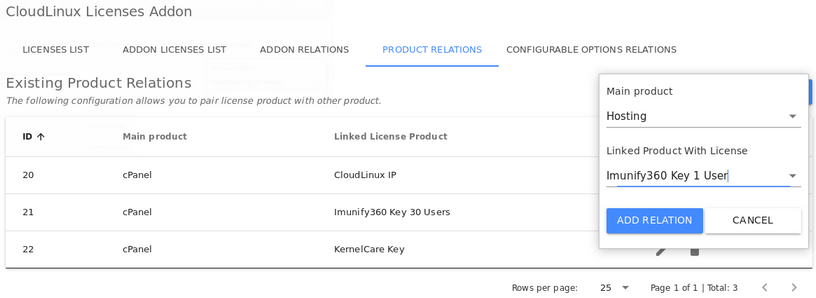 CloudLinux Licenses Addon
LICENSES LIST
ADDON LICENSES LIST
ADDON RELATIONS
PRODUCT RELATIONS
CONFIGURABLE OPTIONS RELATIONS
Existing Product Relations
The following configuration allows you to pair license product with other product.
ID Main product Linked License Product
20 cPanel CloudLinux IP
21 cPanel Imunify360 Key 30 Users
22 cPanel KernelCare Key
Main product
Hosting
Linked Product With License
Imunify360 Key 1 User
ADD RELATION CANCEL
Rows per page: 25 Page 1 of 1 | Total: 3